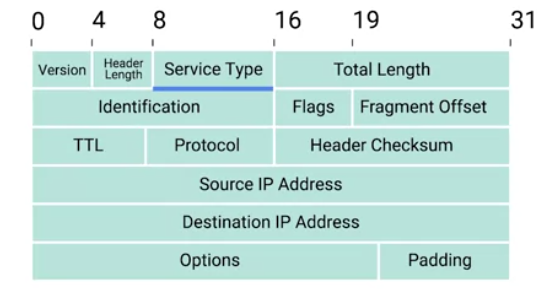 0 4 8 16 19 31
Version Header Length Service Type Total Length
Identification Flags Fragment Offset
TTL Protocol Header Checksum
Source IP Address
Destination IP Address
Options Padding